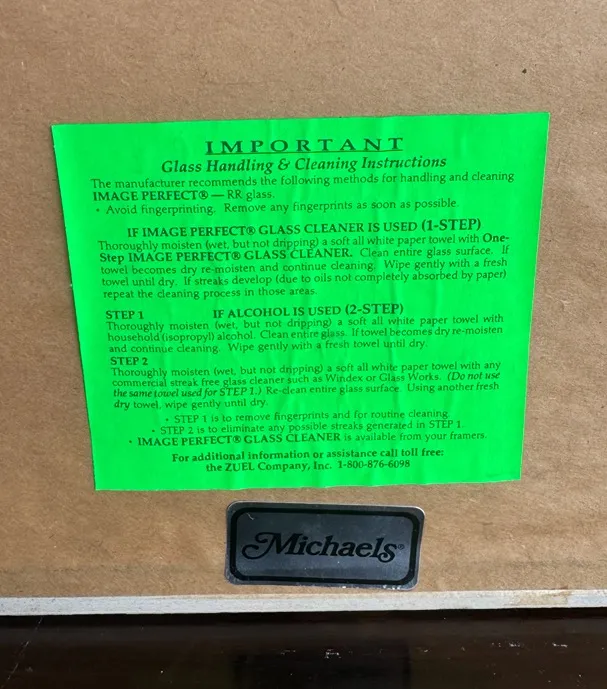 IMPORTANT
Glass Handling & Cleaning Instructions
The manufacturer recommends the following methods for handling and cleaning
IMAGE PERFECT® — RR glass.
• Avoid fingerprinting. Remove any fingerprints as soon as possible.
IF IMAGE PERFECT® GLASS CLEANER IS USED (1-STEP)
Thoroughly moisten (wet, but not dripping) a soft all white paper towel with One-
Step IMAGE PERFECT® GLASS CLEANER. Clean entire glass surface. If
towel becomes dry re-moisten and continue cleaning. Wipe gently with a fresh
towel until dry. If streaks develop (due to oils not completely absorbed by paper)
repeat the cleaning process in those areas.
STEP 1 IF ALCOHOL IS USED (2-STEP)
Thoroughly moisten (wet, but not dripping) a soft all white paper towel with
household (isopropyl) alcohol. Clean entire glass. If towel becomes dry re-moisten
and continue cleaning. Wipe gently with a fresh towel until dry.
STEP 2
Thoroughly moisten (wet, but not dripping) a soft all white paper towel with any
commercial streak free glass cleaner such as Windex or Glass Works. (Do not use
the same towel used for STEP 1.) Re-clean entire glass surface. Using another fresh
dry towel, wipe gently until dry.
• STEP 1 is to remove fingerprints and for routine cleaning.
• STEP 2 is to eliminate any possible streaks generated in STEP 1.
• IMAGE PERFECT® GLASS CLEANER is available from your framers.
For additional information or assistance call toll free:
the ZUEL Company, Inc. 1-800-876-6098
Michaels®